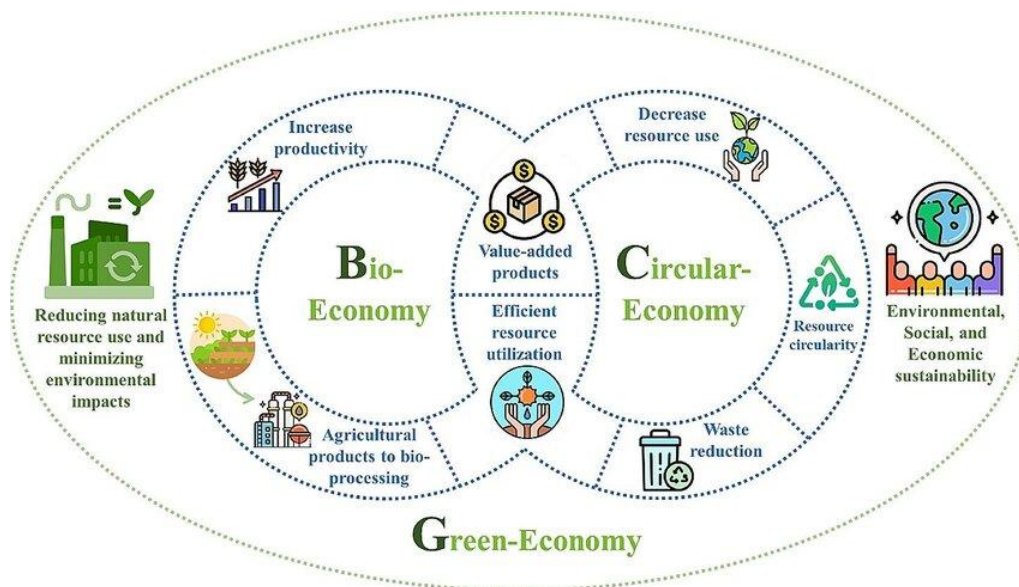 Increase
productivity
Decrease
resource use
Value-added
products
Bio-
Economy
Circular-
Economy
Reducing natural
resource use and
minimizing
environmental
impacts
Efficient
resource
utilization
Resource
circularity
Environmental,
Social, and
Economic
sustainability
Agricultural
products to bio-
processing
Waste
reduction
Green-Economy